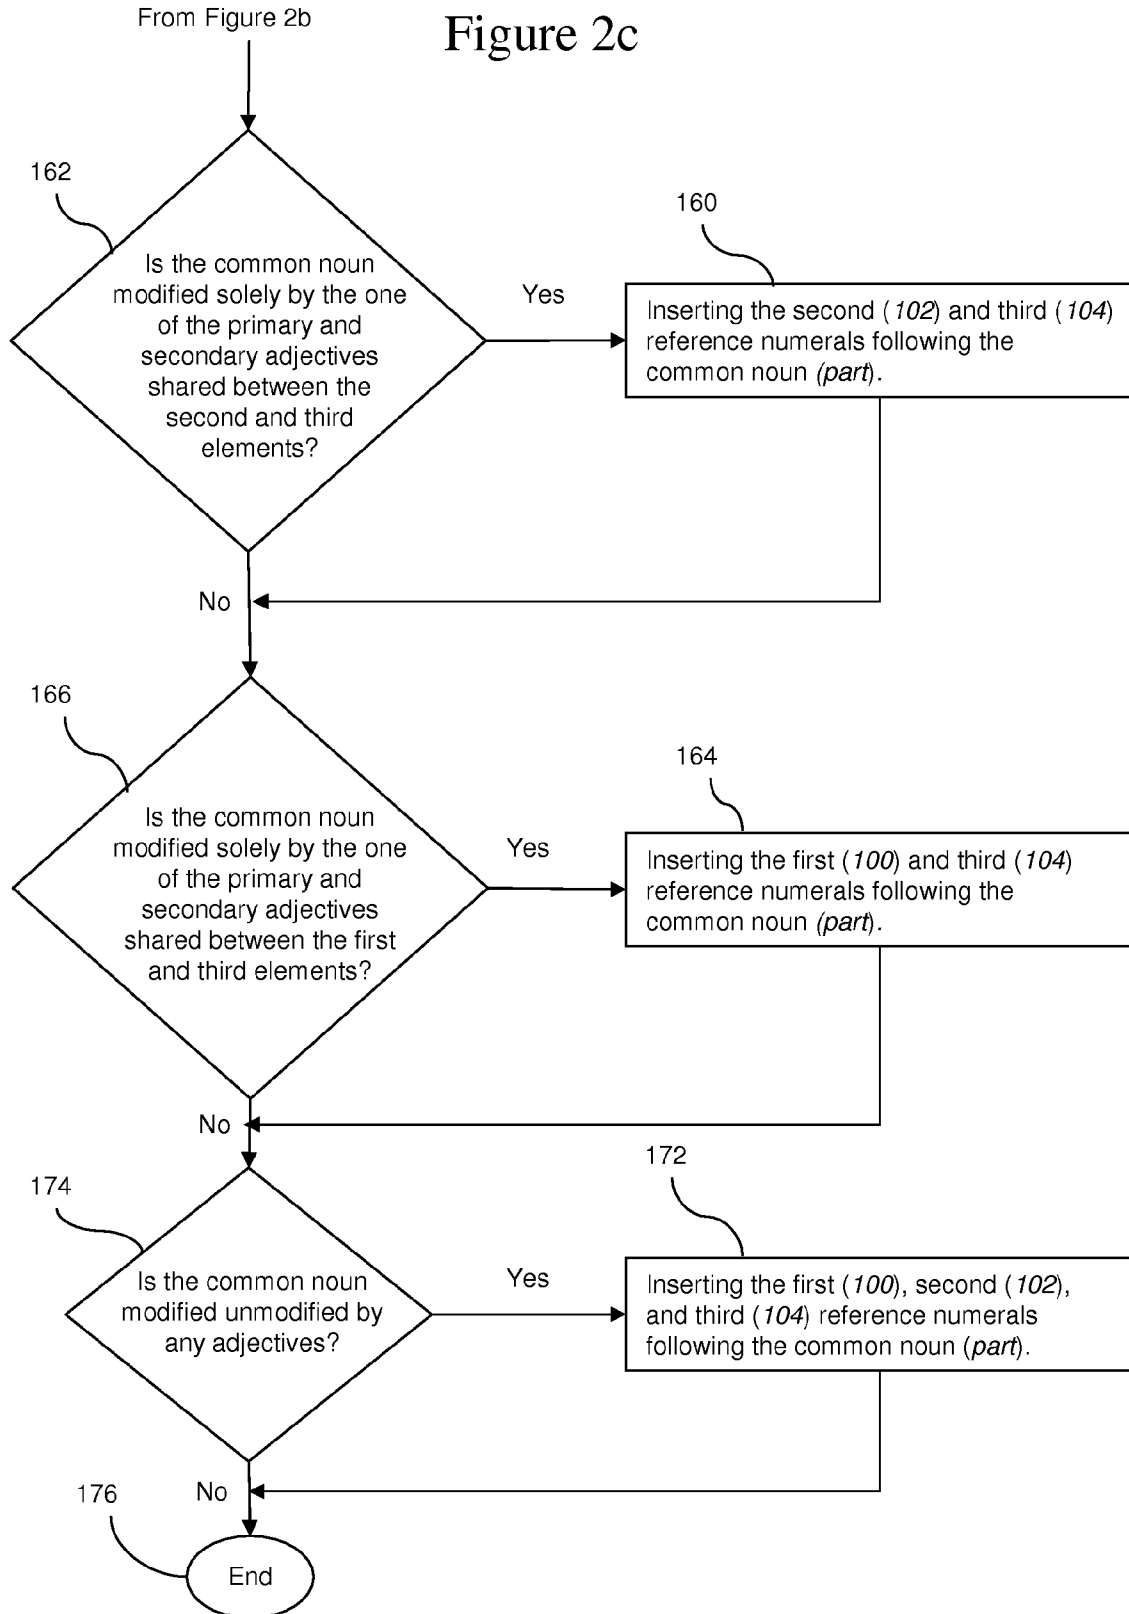 From Figure 2b
Figure 2c
162
Is the common noun
modified solely by the one
of the primary and
secondary adjectives
shared between the
second and third
elements?
Yes
160
Inserting the second (102) and third (104)
reference numerals following the
common noun (part).
No
166
Is the common noun
modified solely by the one
of the primary and
secondary adjectives
shared between the first
and third elements?
Yes
164
Inserting the first (100) and third (104)
reference numerals following the
common noun (part).
No
174
Is the common noun
modified unmodified by
any adjectives?
Yes
172
Inserting the first (100), second (102),
and third (104) reference numerals
following the common noun (part).
No
176
End